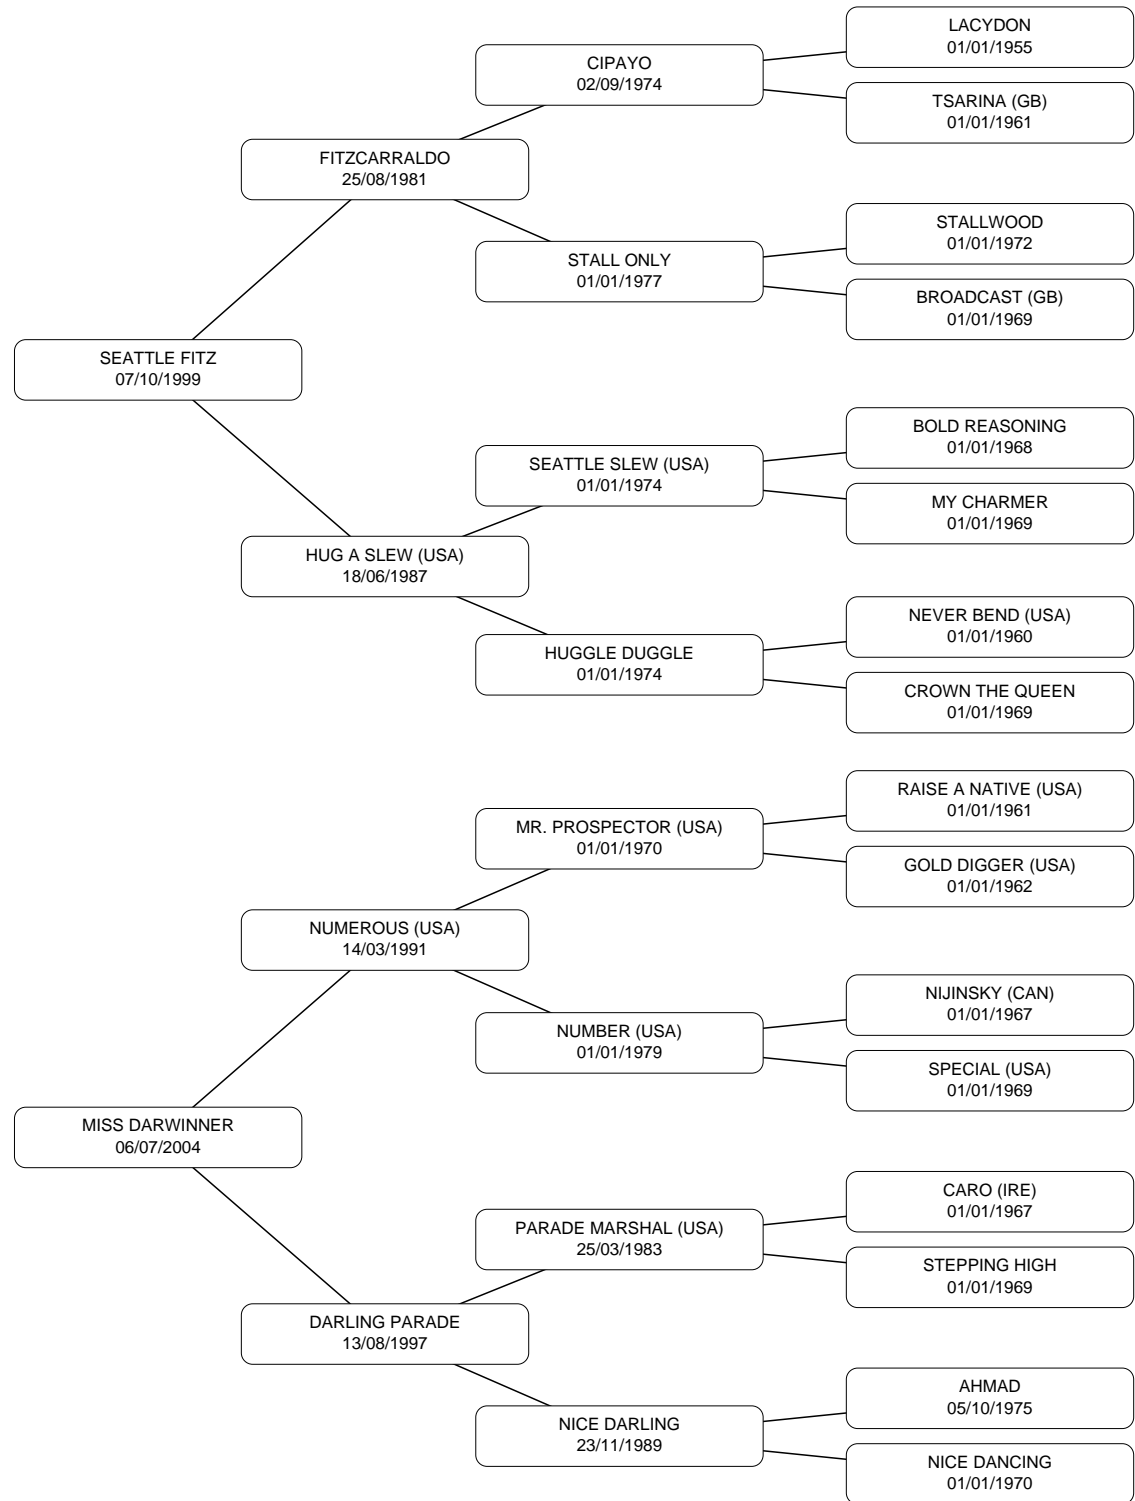 LACYDON
01/01/1955
CIPAYO
02/09/1974
TSARINA (GB)
01/01/1961
FITZCARRALDO
25/08/1981
STALLWOOD
01/01/1972
STALL ONLY
01/01/1977
BROADCAST (GB)
01/01/1969
SEATTLE FITZ
07/10/1999
BOLD REASONING
01/01/1968
SEATTLE SLEW (USA)
01/01/1974
MY CHARMER
01/01/1969
HUG A SLEW (USA)
18/06/1987
NEVER BEND (USA)
01/01/1960
HUGGLE DUGGLE
01/01/1974
CROWN THE QUEEN
01/01/1969
RAISE A NATIVE (USA)
01/01/1961
MR. PROSPECTOR (USA)
01/01/1970
GOLD DIGGER (USA)
01/01/1962
NUMEROUS (USA)
14/03/1991
NIJINSKY (CAN)
01/01/1967
NUMBER (USA)
01/01/1979
SPECIAL (USA)
01/01/1969
MISS DARWINNER
06/07/2004
CARO (IRE)
01/01/1967
PARADE MARSHAL (USA)
25/03/1983
STEPPING HIGH
01/01/1969
DARLING PARADE
13/08/1997
AHMAD
05/10/1975
NICE DARLING
23/11/1989
NICE DANCING
01/01/1970